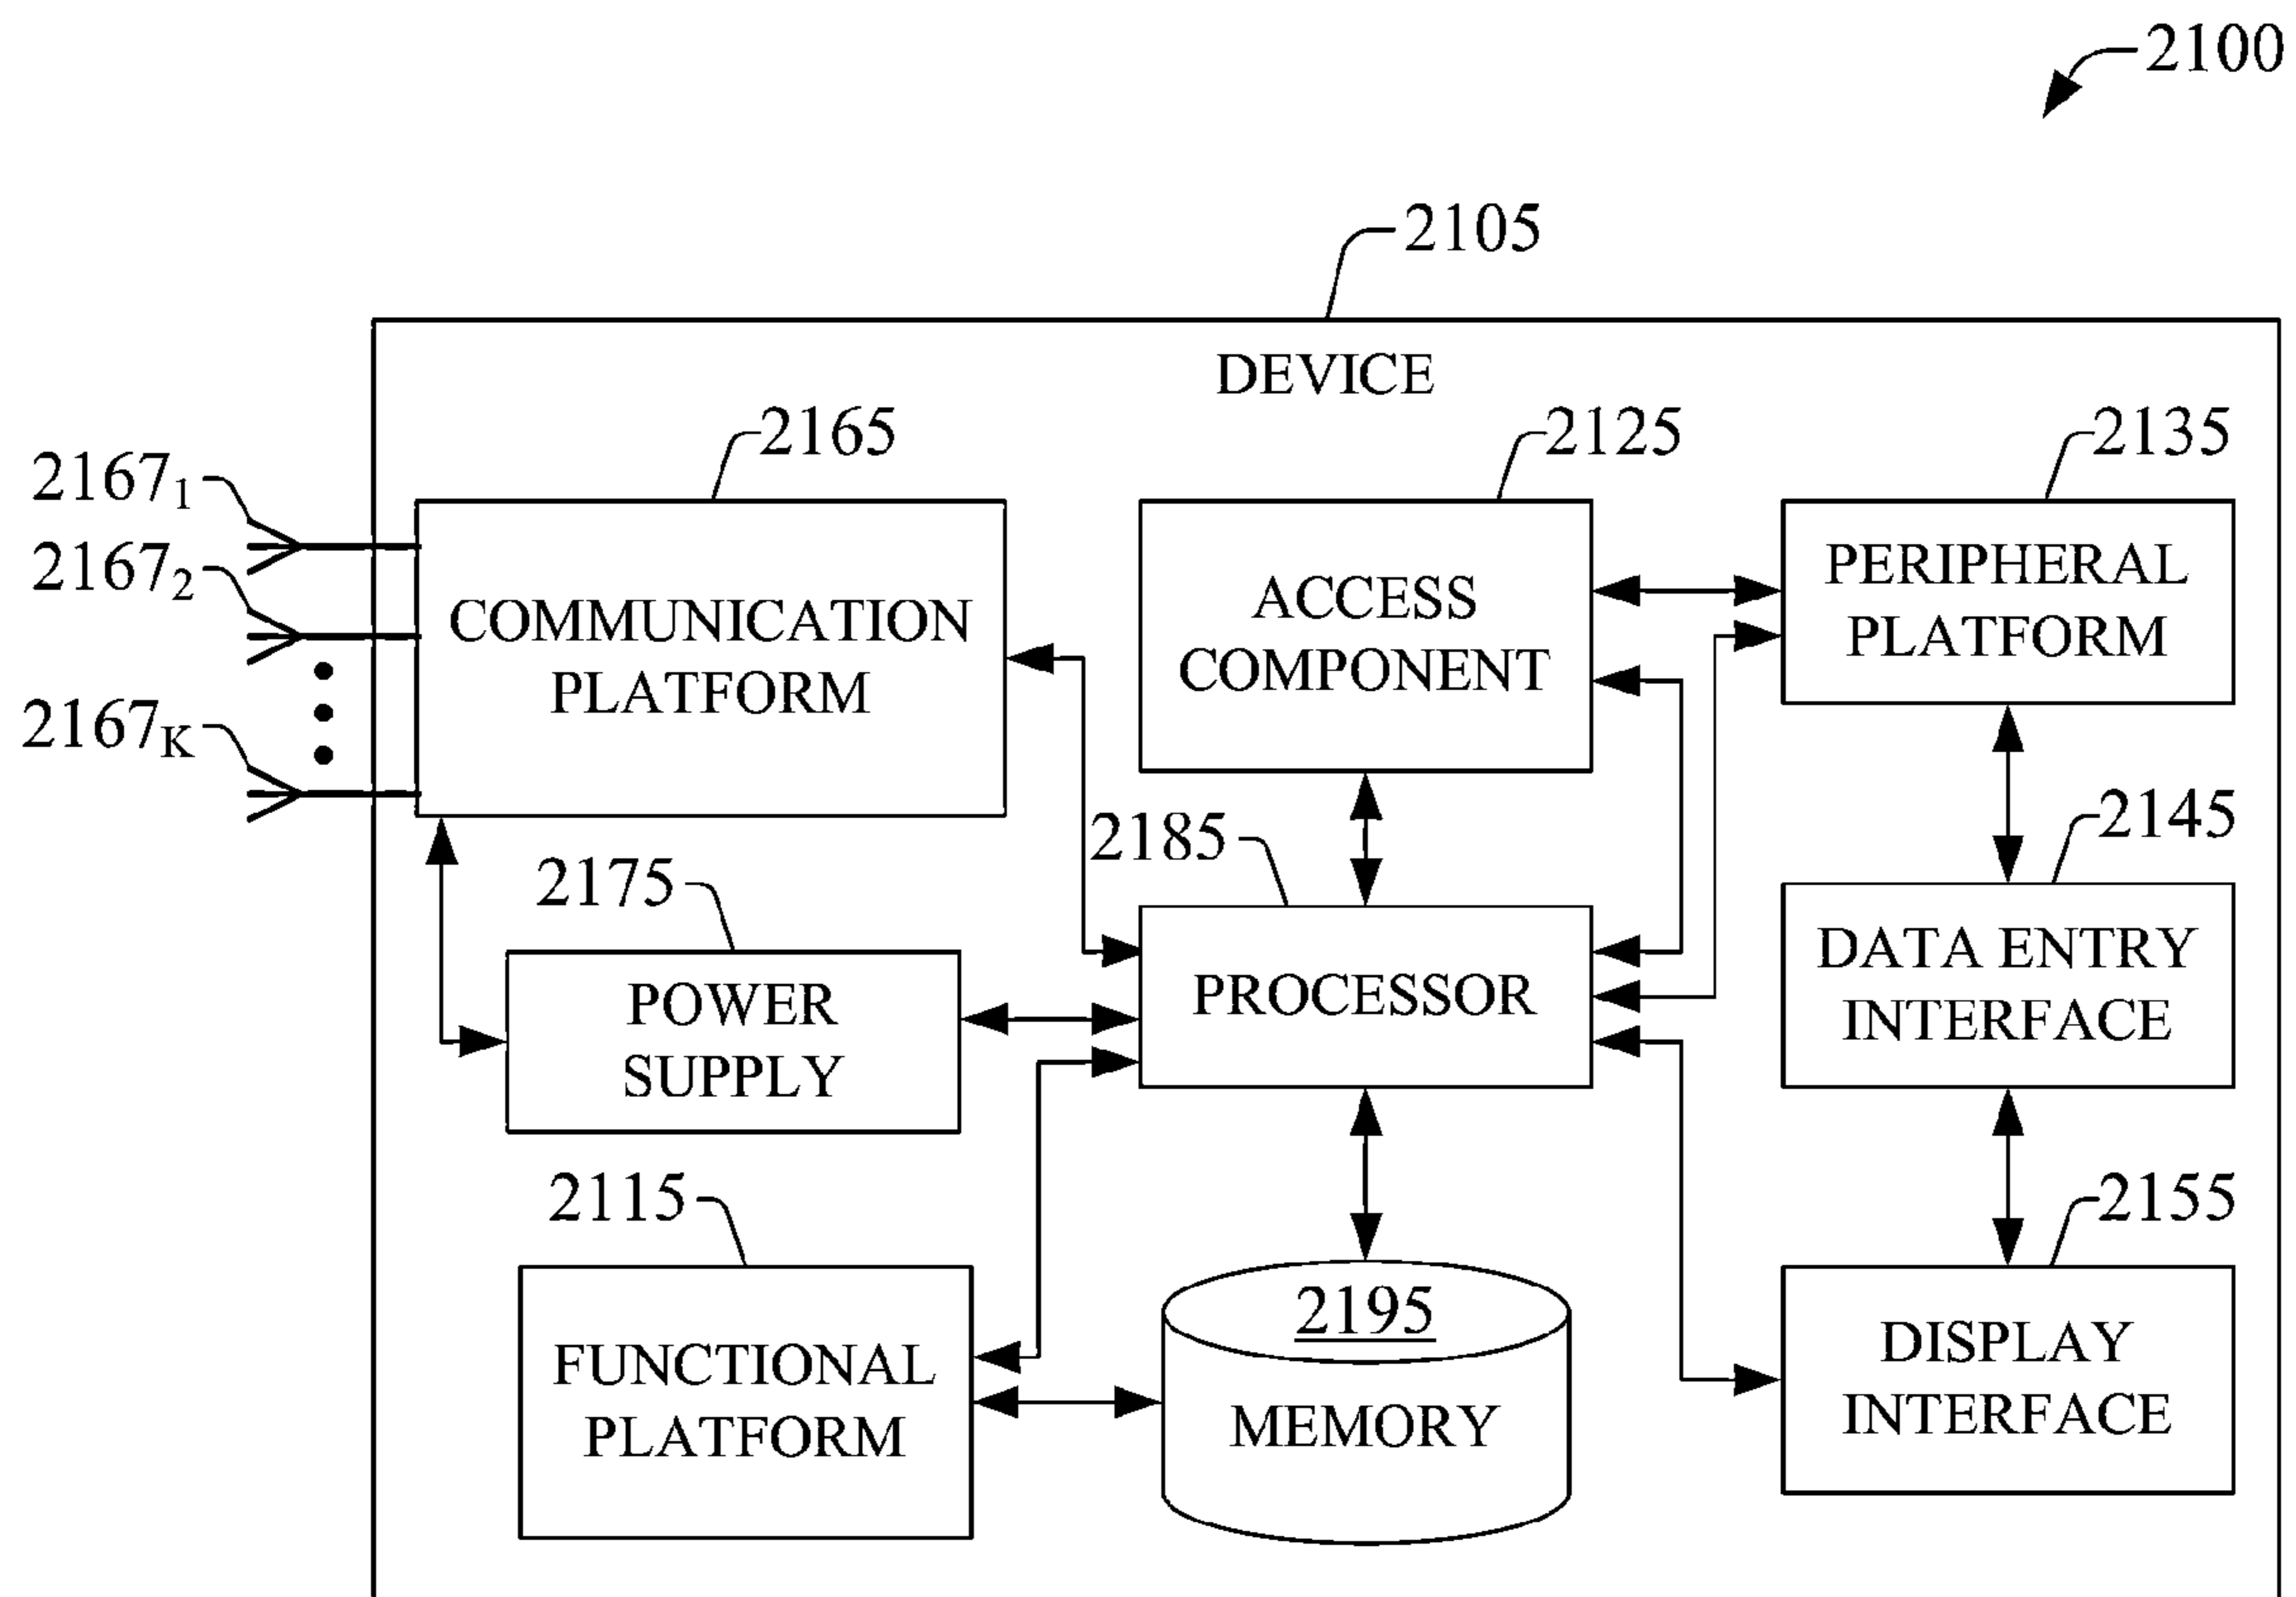 2100
2105
DEVICE
2165
2125
2135
2167₁
2167₂
2167K
COMMUNICATION
PLATFORM
ACCESS
COMPONENT
PERIPHERAL
PLATFORM
2185
2145
2175
POWER
SUPPLY
PROCESSOR
DATA ENTRY
INTERFACE
2115
2155
FUNCTIONAL
PLATFORM
2195
MEMORY
DISPLAY
INTERFACE